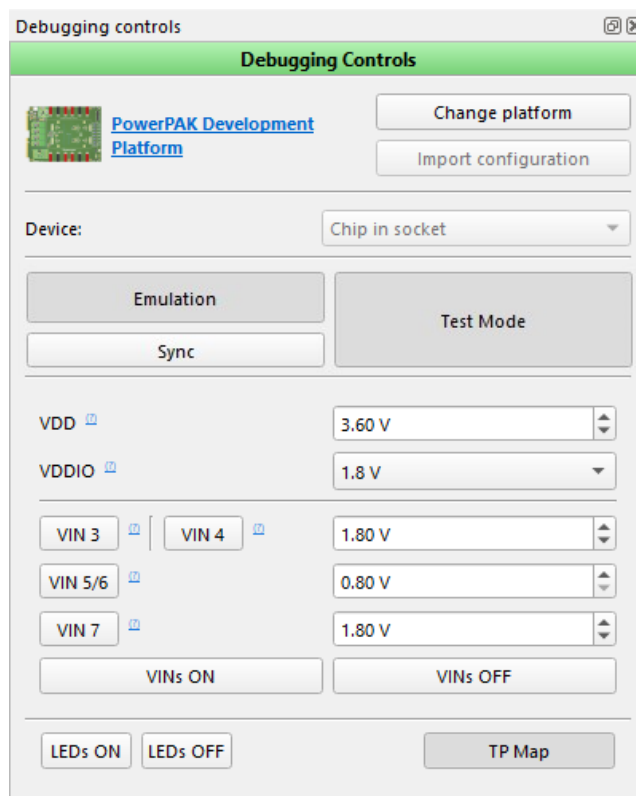 Debugging controls
Debugging Controls
PowerPAK Development
Platform
Change platform
Import configuration
Device:
Chip in socket
Emulation
Sync
Test Mode
VDD
3.60 V
VDDIO
1.8 V
VIN 3
VIN 4
1.80 V
VIN 5/6
0.80 V
VIN 7
1.80 V
VINs ON
VINs OFF
LEDs ON
LEDs OFF
TP Map